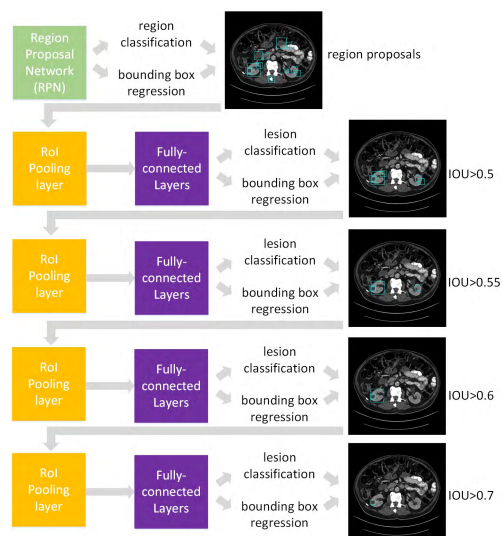 Region
Proposal
Network
(RPN)
region
classification
bounding box
regression
region proposals
RoI
Pooling
layer
Fully-
connected
Layers
lesion
classification
bounding box
regression
IOU>0.5
RoI
Pooling
layer
Fully-
connected
Layers
lesion
classification
bounding box
regression
IOU>0.55
RoI
Pooling
layer
Fully-
connected
Layers
lesion
classification
bounding box
regression
IOU>0.6
RoI
Pooling
layer
Fully-
connected
Layers
lesion
classification
bounding box
regression
IOU>0.7